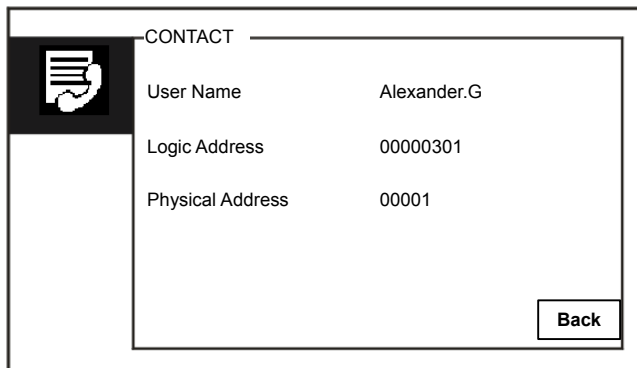 CONTACT
User Name Alexander.G
Logic Address 00000301
Physical Address 00001
Back